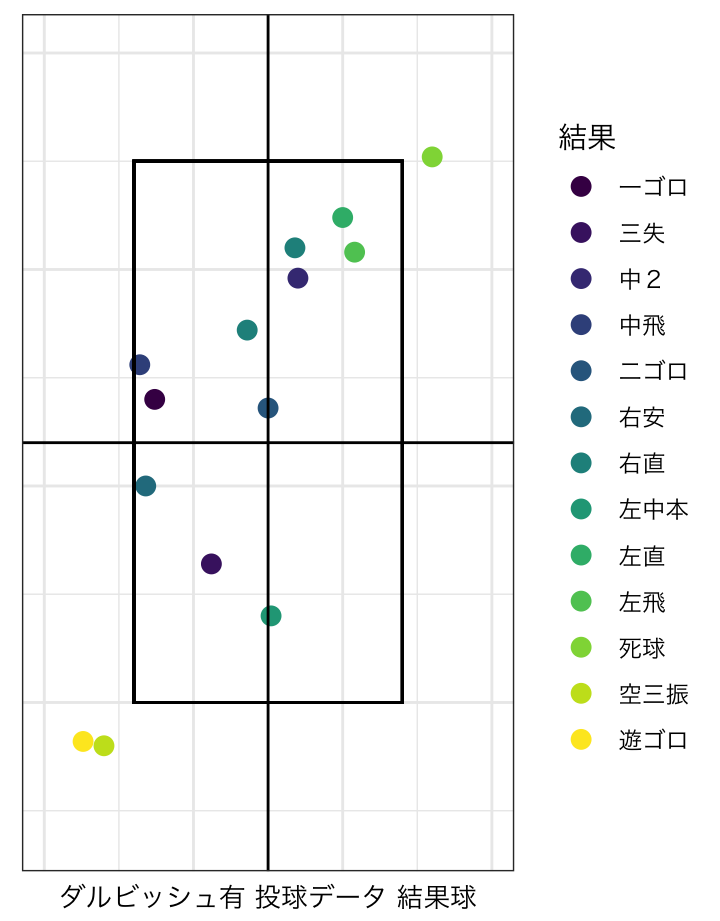 結果
一ゴロ
三失
中２
中飛
二ゴロ
右安
右直
左中本
左直
左飛
死球
空三振
遊ゴロ
ダルビッシュ有 投球データ 結果球